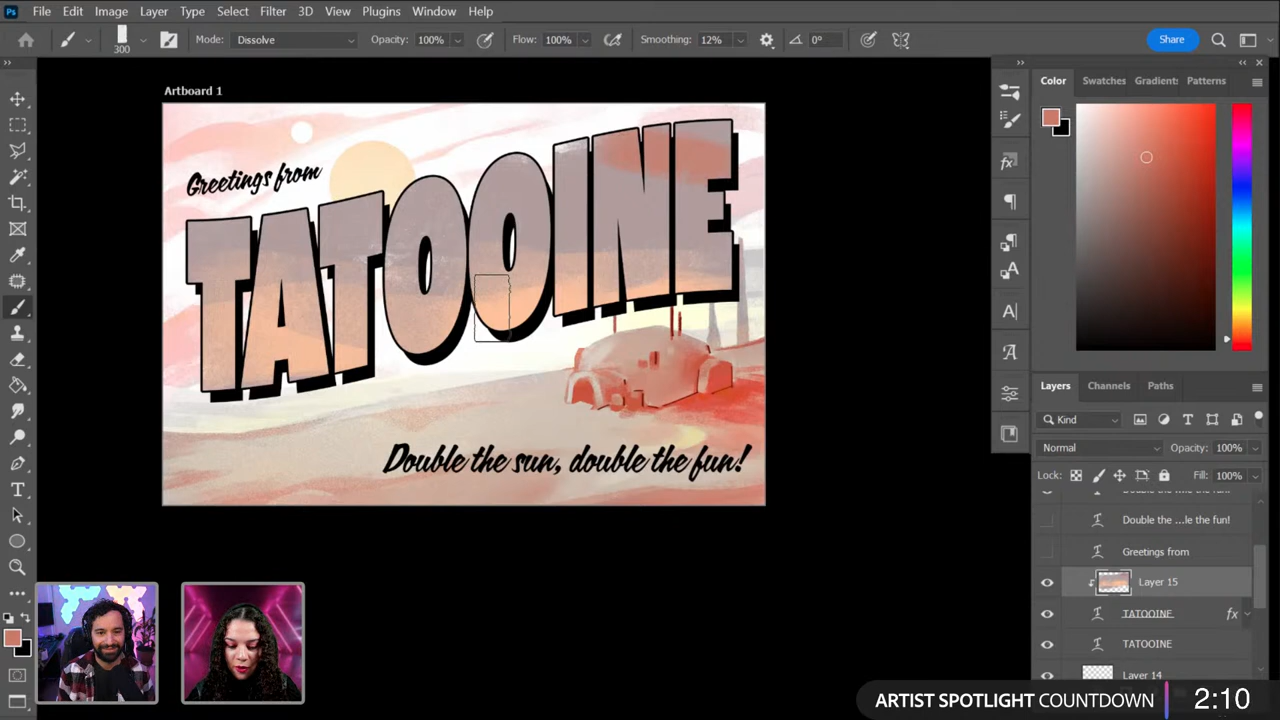 Ps File Edit Image Layer Type Select Filter 3D View Plugins Window Help
300 Mode: Dissolve Opacity: 100% Flow: 100% Smoothing: 12% 0° Share
Artboard 1
Greetings from
TATOOINE
Double the sun, double the fun!
Color Swatches Gradient Patterns
Layers Channels Paths
Kind
Normal Opacity: 100%
Lock: Fill: 100%
Double the ...le the fun!
Greetings from
Layer 15
TATOOINE fx
TATOOINE
Layer 14
ARTIST SPOTLIGHT COUNTDOWN 2:10